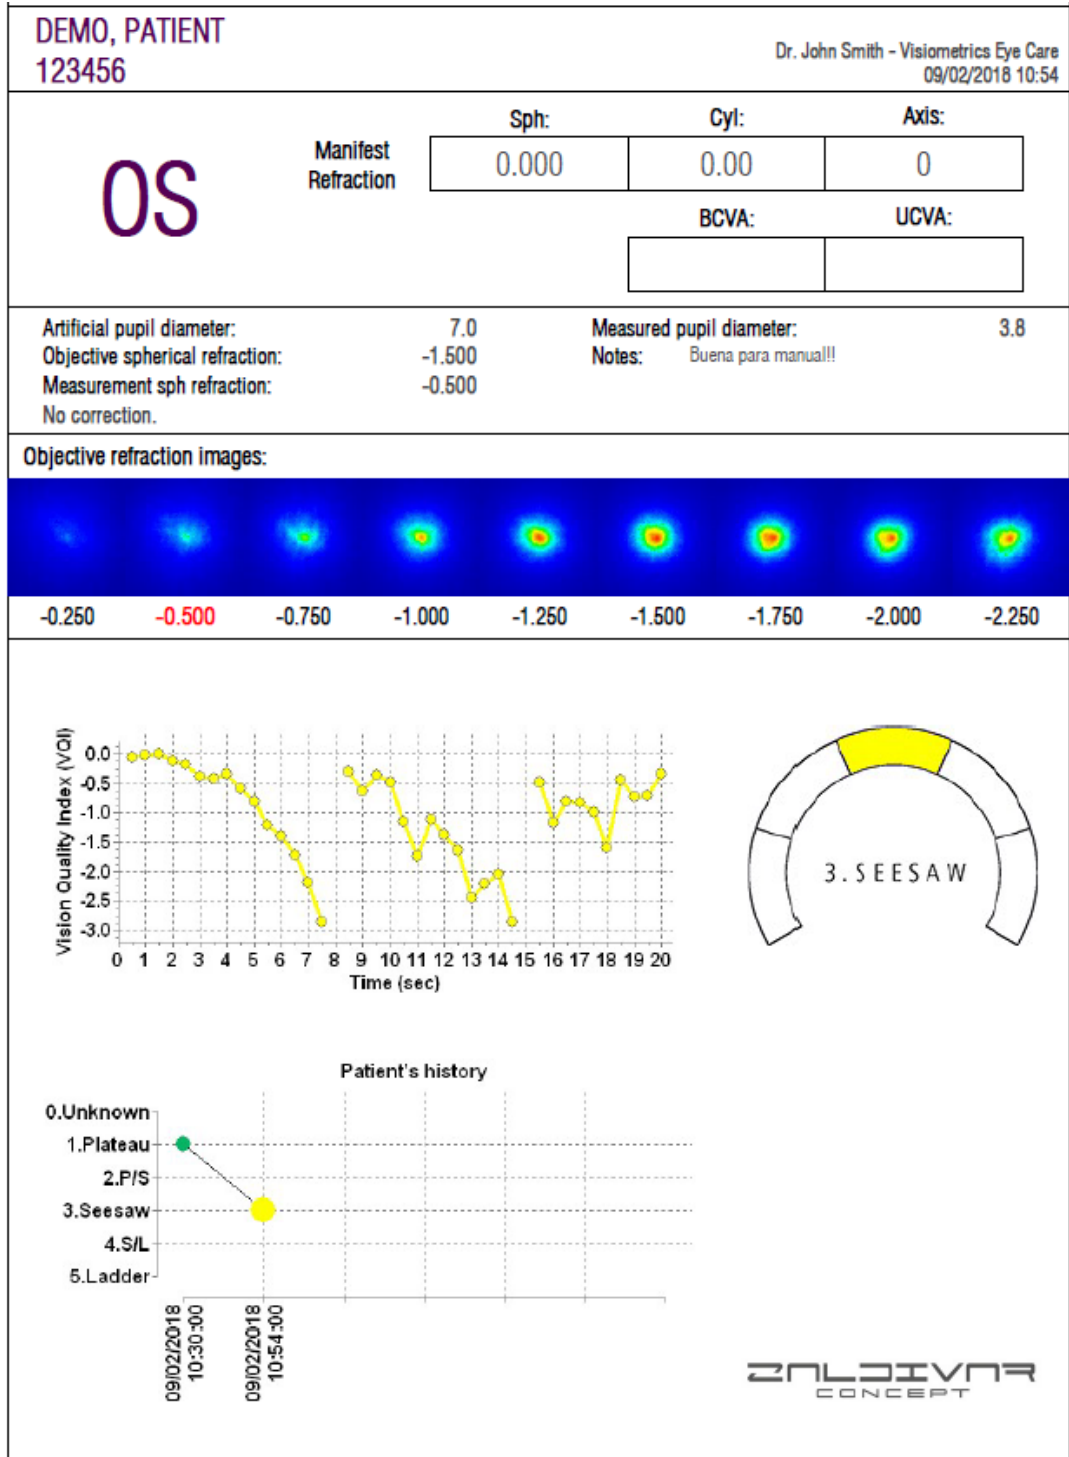 DEMO, PATIENT
123456
Dr. John Smith - Visiometrics Eye Care
09/02/2018 10:54
OS
Manifest
Refraction
Sph: Cyl: Axis:
0.000 0.00 0
BCVA: UCVA:
Artificial pupil diameter: 7.0
Objective spherical refraction: -1.500
Measurement sph refraction: -0.500
No correction.
Measured pupil diameter: 3.8
Notes: Buena para manual!!
Objective refraction images:
-0.250 -0.500 -0.750 -1.000 -1.250 -1.500 -1.750 -2.000 -2.250
Vision Quality Index (VQI)
0.0
-0.5
-1.0
-1.5
-2.0
-2.5
-3.0
0 1 2 3 4 5 6 7 8 9 10 11 12 13 14 15 16 17 18 19 20
Time (sec)
3.SEESAW
Patient's history
0.Unknown
1.Plateau
2.P/S
3.Seesaw
4.S/L
5.Ladder
09/02/2018
10:30:00
09/02/2018
10:54:00
ZALDIVAR
CONCEPT